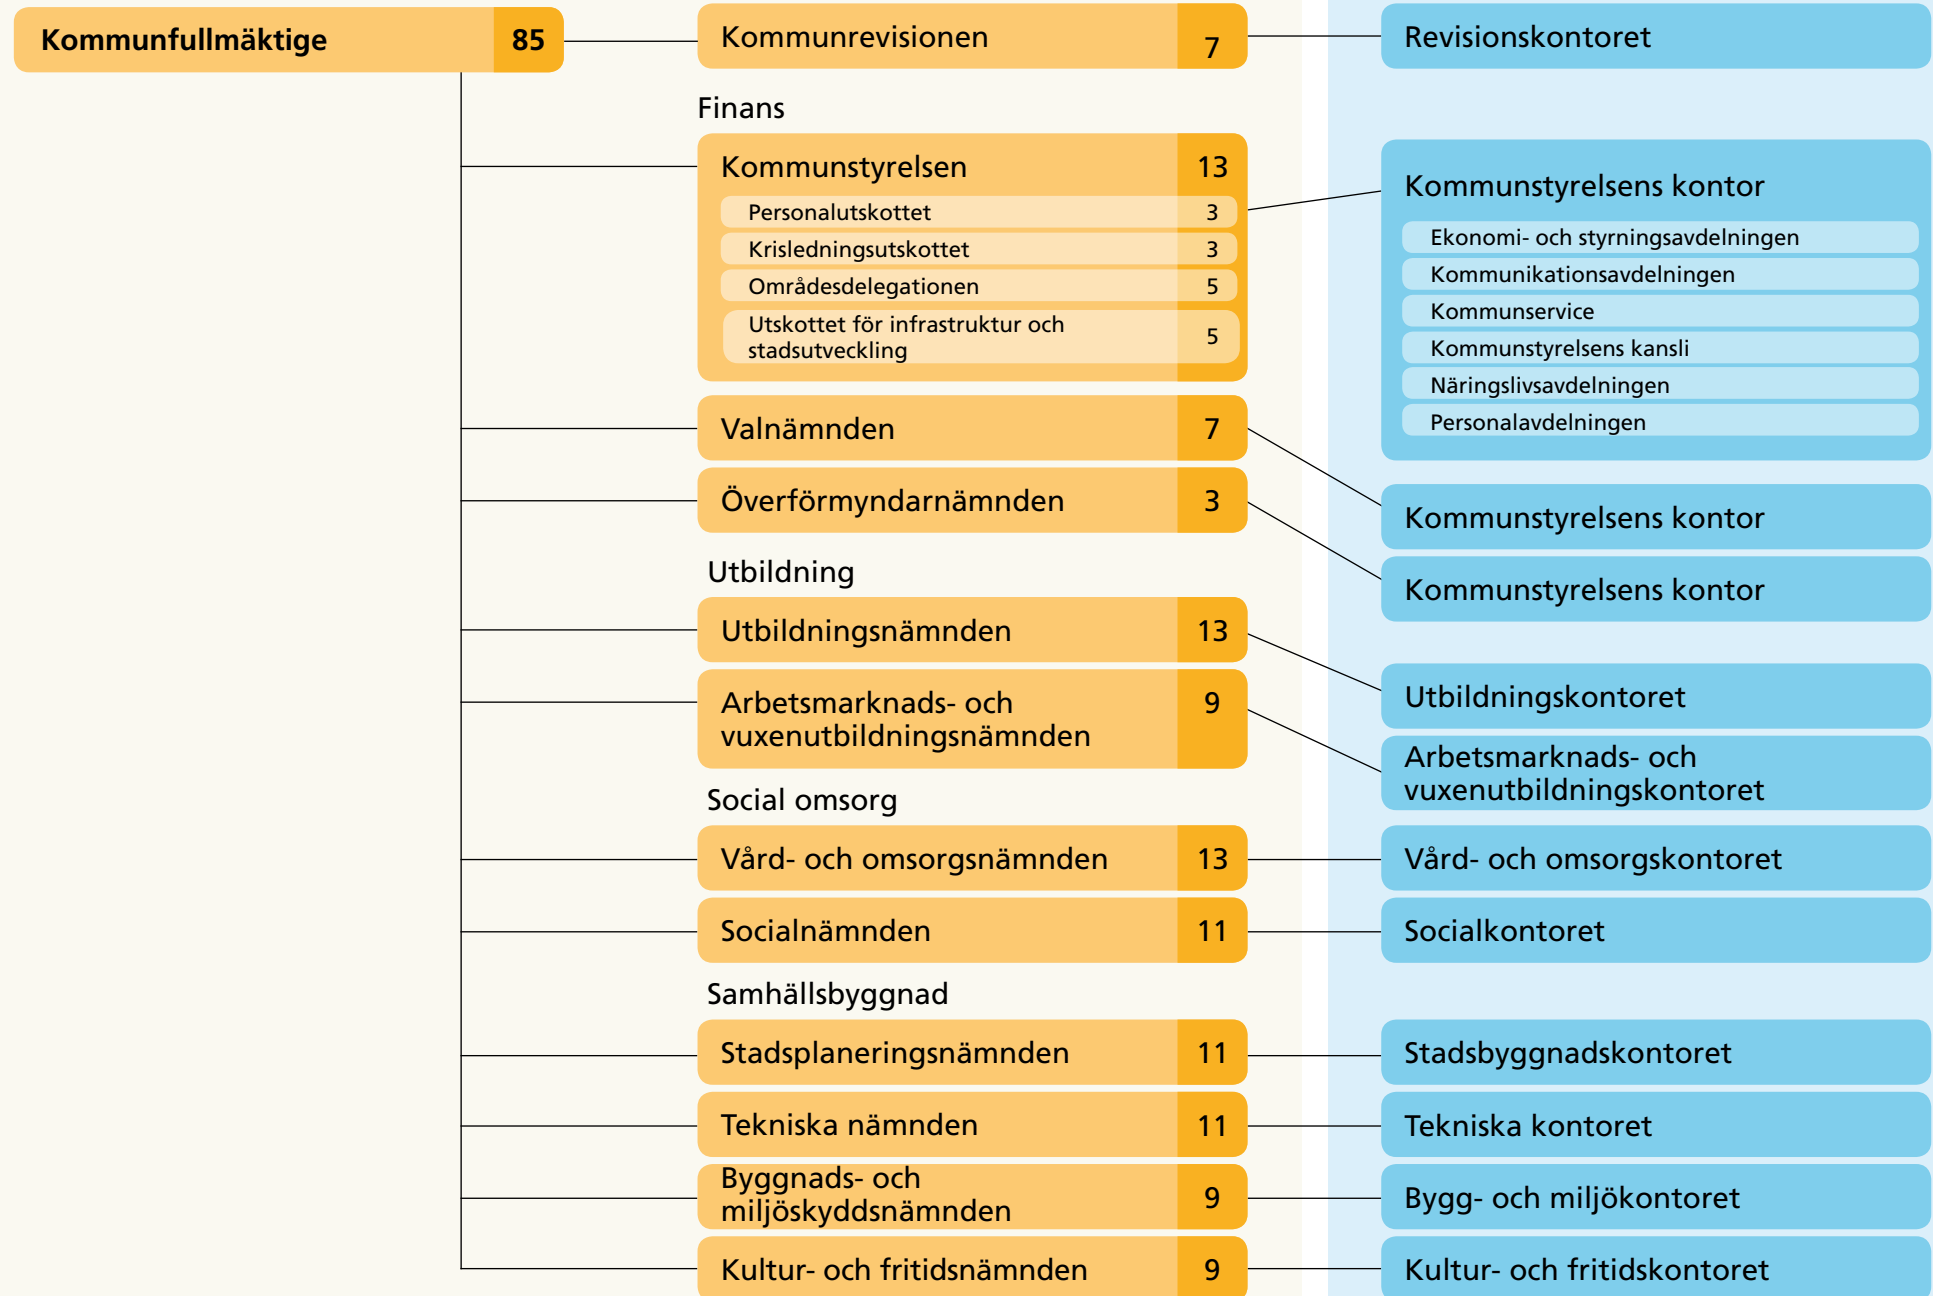 Kommunfullmäktige 85
Kommunrevisionen 7
Revisionskontoret
Finans
Kommunstyrelsen 13
Personalutskottet 3
Krisledningsutskottet 3
Områdesdelegationen 5
Utskottet för infrastruktur och
stadsutveckling 5
Kommunstyrelsens kontor
Ekonomi- och styrningsavdelningen
Kommunikationsavdelningen
Kommunservice
Kommunstyrelsens kansli
Näringslivsavdelningen
Personalavdelningen
Valnämnden 7
Kommunstyrelsens kontor
Överförmyndarnämnden 3
Kommunstyrelsens kontor
Utbildning
Utbildningsnämnden 13
Utbildningskontoret
Arbetsmarknads- och 9
vuxenutbildningsnämnden
Arbetsmarknads- och
vuxenutbildningskontoret
Social omsorg
Vård- och omsorgsnämnden 13
Vård- och omsorgskontoret
Socialnämnden 11
Socialkontoret
Samhällsbyggnad
Stadsplaneringsnämnden 11
Stadsbyggnadskontoret
Tekniska nämnden 11
Tekniska kontoret
Byggnads- och
miljöskyddsnämnden 9
Bygg- och miljökontoret
Kultur- och fritidsnämnden 9
Kultur- och fritidskontoret